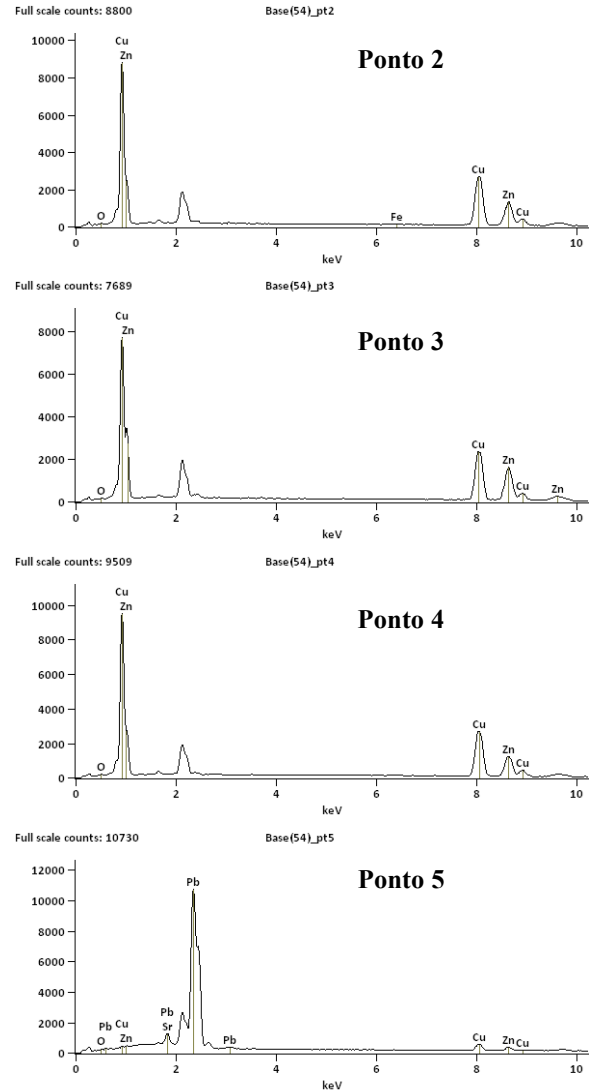 Full scale counts: 8800 Base(54)_pt2
Ponto 2
10000
8000
6000
4000
2000
0
Cu
Zn
O
Fe
Cu
Zn
Cu
0 2 4 6 8 10
keV
Full scale counts: 7689 Base(54)_pt3
Ponto 3
8000
6000
4000
2000
0
Cu
Zn
O
Cu
Zn
Cu
Zn
0 2 4 6 8 10
keV
Full scale counts: 9509 Base(54)_pt4
Ponto 4
10000
8000
6000
4000
2000
0
Cu
Zn
O
Cu
Zn
Cu
0 2 4 6 8 10
keV
Full scale counts: 10730 Base(54)_pt5
Ponto 5
12000
10000
8000
6000
4000
2000
0
Pb
Pb
Sr
Pb
Cu
O
Zn
Pb
Cu
Zn
Cu
0 2 4 6 8 10
keV